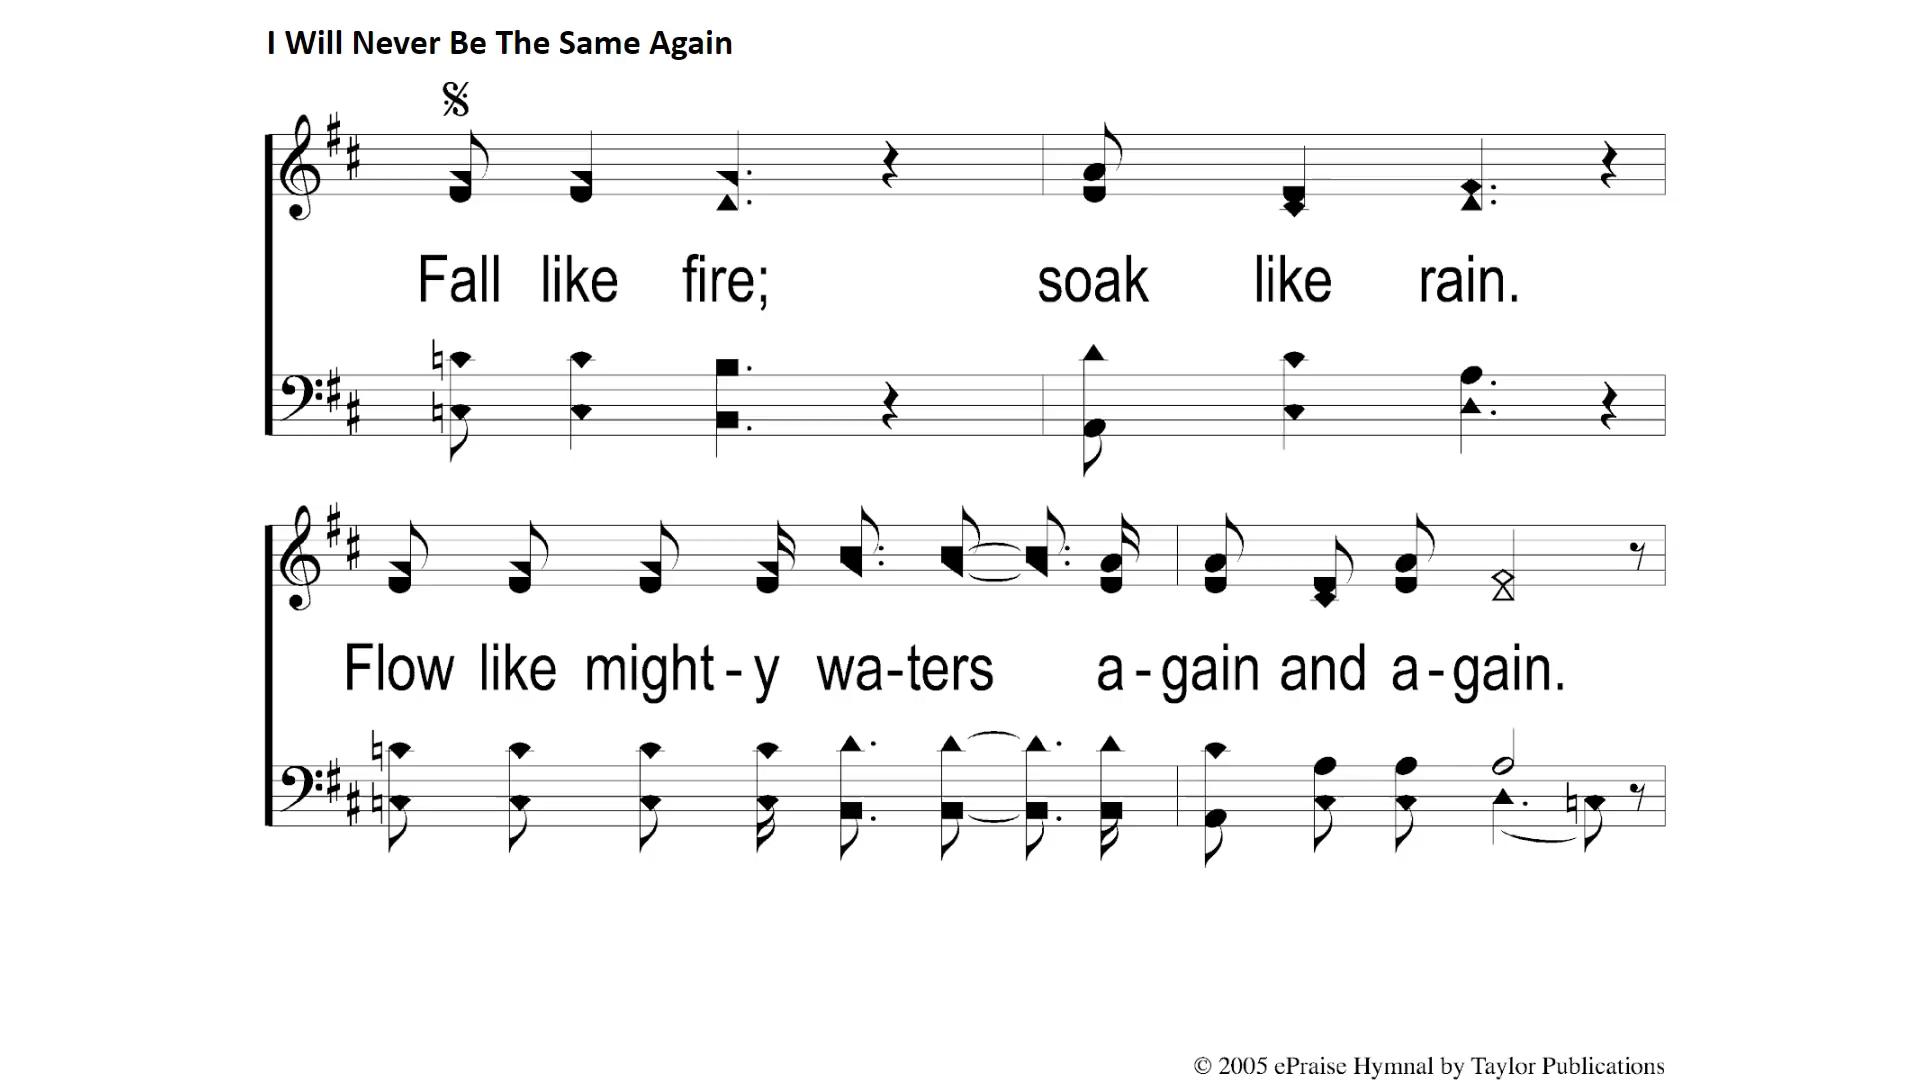 I Will Never Be The Same Again
Fall like fire; soak like rain.
Flow like might-y wa-ters a-gain and a-gain.
© 2005 ePraise Hymnal by Taylor Publications